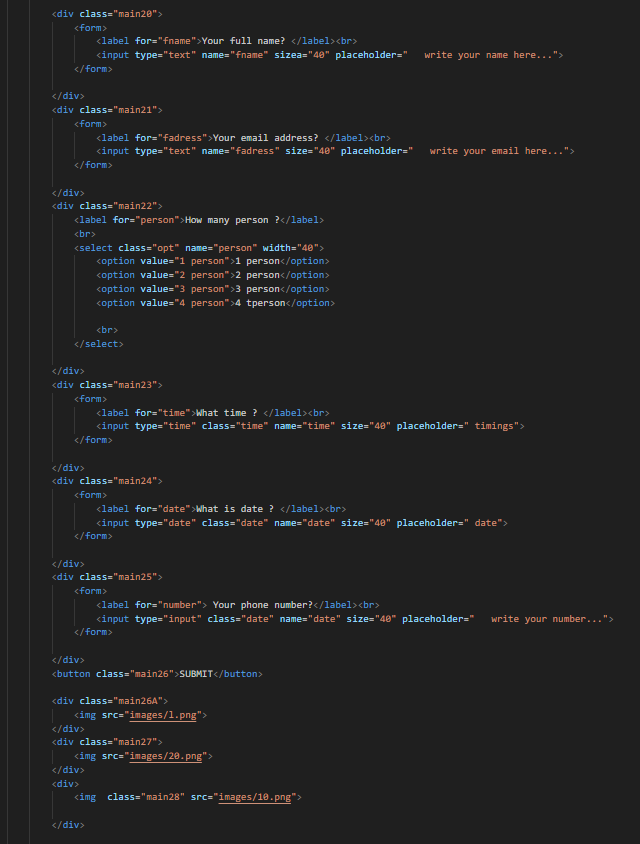 <div class="main20">
<form>
<label for="fname">Your full name? </label><br>
<input type="text" name="fname" sizea="40" placeholder="   write your name here...">
</form>
</div>
<div class="main21">
<form>
<label for="fadress">Your email address? </label><br>
<input type="text" name="fadress" size="40" placeholder="   write your email here...">
</form>
</div>
<div class="main22">
<label for="person">How many person ?</label>
<br>
<select class="opt" name="person" width="40">
<option value="1 person">1 person</option>
<option value="2 person">2 person</option>
<option value="3 person">3 person</option>
<option value="4 person">4 tperson</option>
<br>
</select>
</div>
<div class="main23">
<form>
<label for="time">What time ? </label><br>
<input type="time" class="time" name="time" size="40" placeholder=" timings">
</form>
</div>
<div class="main24">
<form>
<label for="date">What is date ? </label><br>
<input type="date" class="date" name="date" size="40" placeholder=" date">
</form>
</div>
<div class="main25">
<form>
<label for="number"> Your phone number?</label><br>
<input type="input" class="date" name="date" size="40" placeholder="   write your number...">
</form>
</div>
<button class="main26">SUBMIT</button>
<div class="main26A">
<img src="images/l.png">
</div>
<div class="main27">
<img src="images/20.png">
</div>
<div>
<img  class="main28" src="images/10.png">
</div>